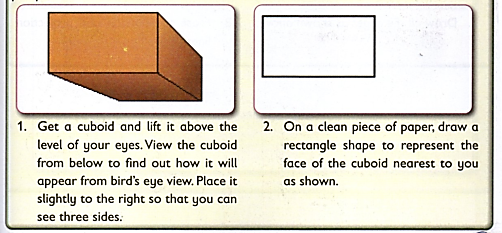 1. Get a cuboid and lift it above the
level of your eyes. View the cuboid
from below to find out how it will
appear from bird's eye view. Place it
slightly to the right so that you can
see three sides.
2. On a clean piece of paper, draw a
rectangle shape to represent the
face of the cuboid nearest to you
as shown.